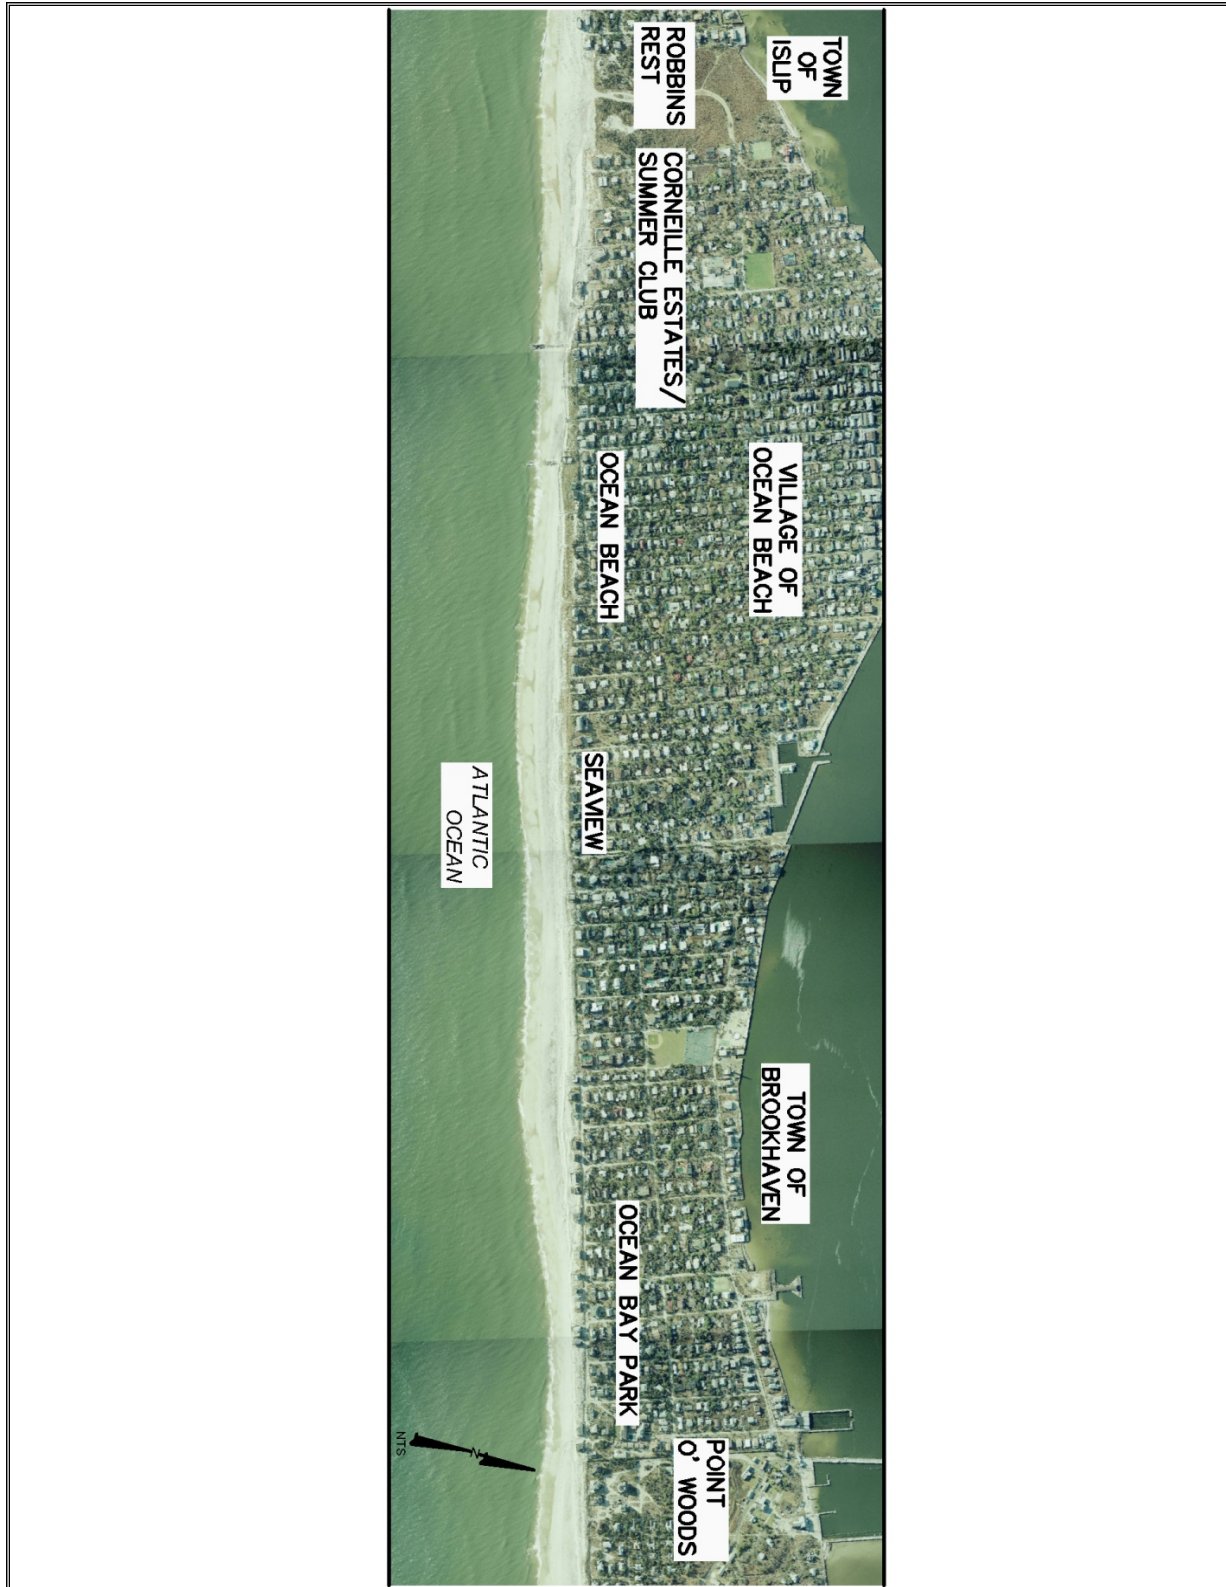 ROBBINS
REST
TOWN
OF
ISLIP
CORNEILLE ESTATES/
SUMMER CLUB
OCEAN BEACH
VILLAGE OF
OCEAN BEACH
SEAVIEW
ATLANTIC
OCEAN
TOWN OF
BROOKHAVEN
OCEAN BAY PARK
POINT
O' WOODS
N
NTS